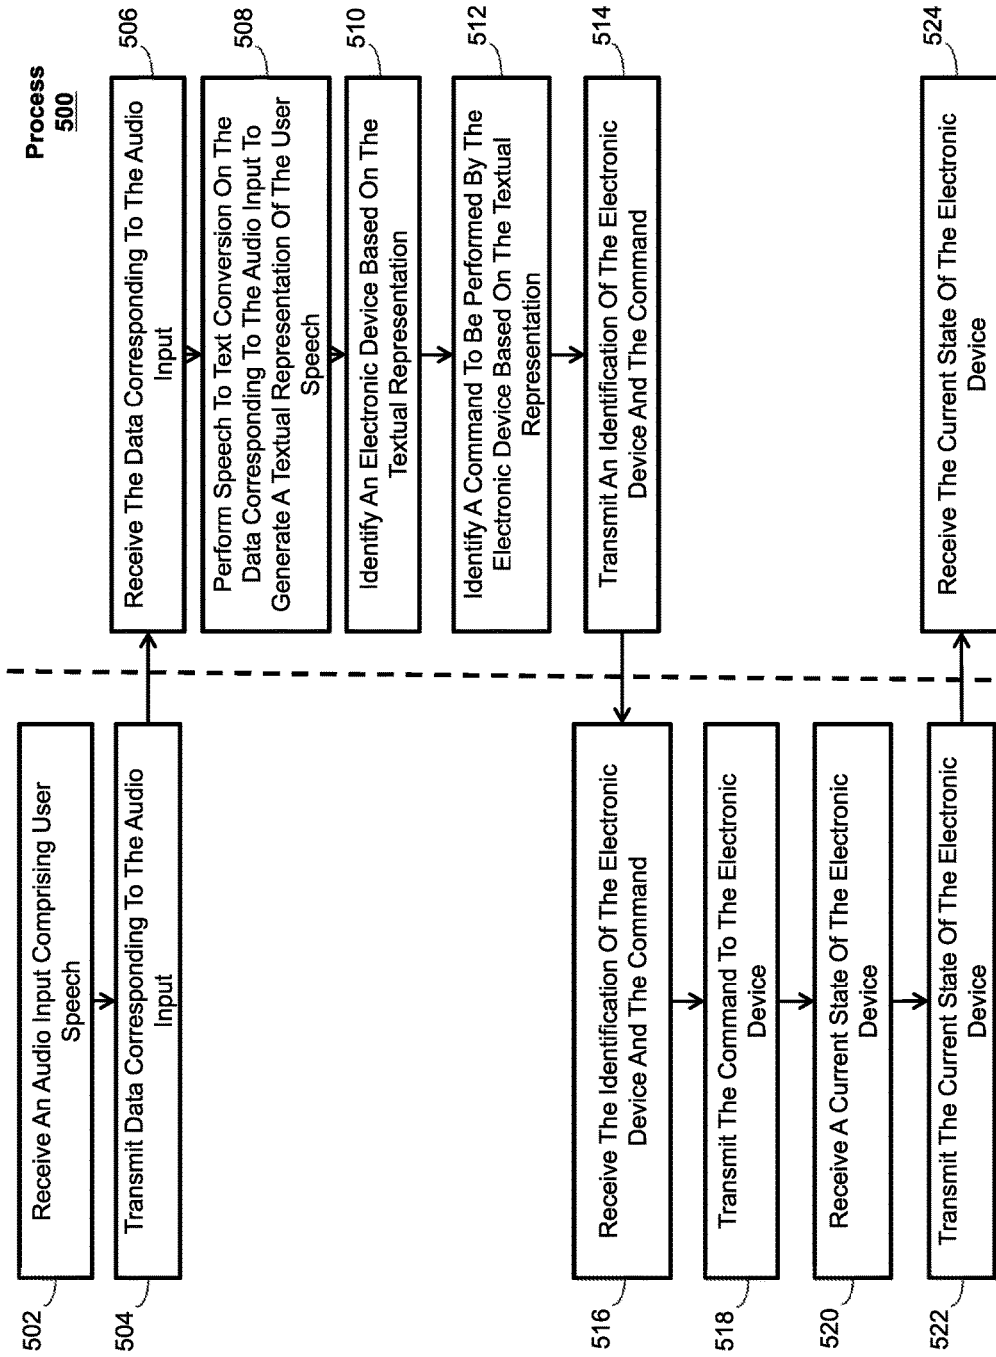 Process
500
502
Receive An Audio Input Comprising User
Speech
504
Transmit Data Corresponding To The Audio
Input
506
Receive The Data Corresponding To The Audio
Input
508
Perform Speech To Text Conversion On The
Data Corresponding To The Audio Input To
Generate A Textual Representation Of The User
Speech
510
Identify An Electronic Device Based On The
Textual Representation
512
Identify A Command To Be Performed By The
Electronic Device Based On The Textual
Representation
514
Transmit An Identification Of The Electronic
Device And The Command
516
Receive The Identification Of The Electronic
Device And The Command
518
Transmit The Command To The Electronic
Device
520
Receive A Current State Of The Electronic
Device
522
Transmit The Current State Of The Electronic
Device
524
Receive The Current State Of The Electronic
Device